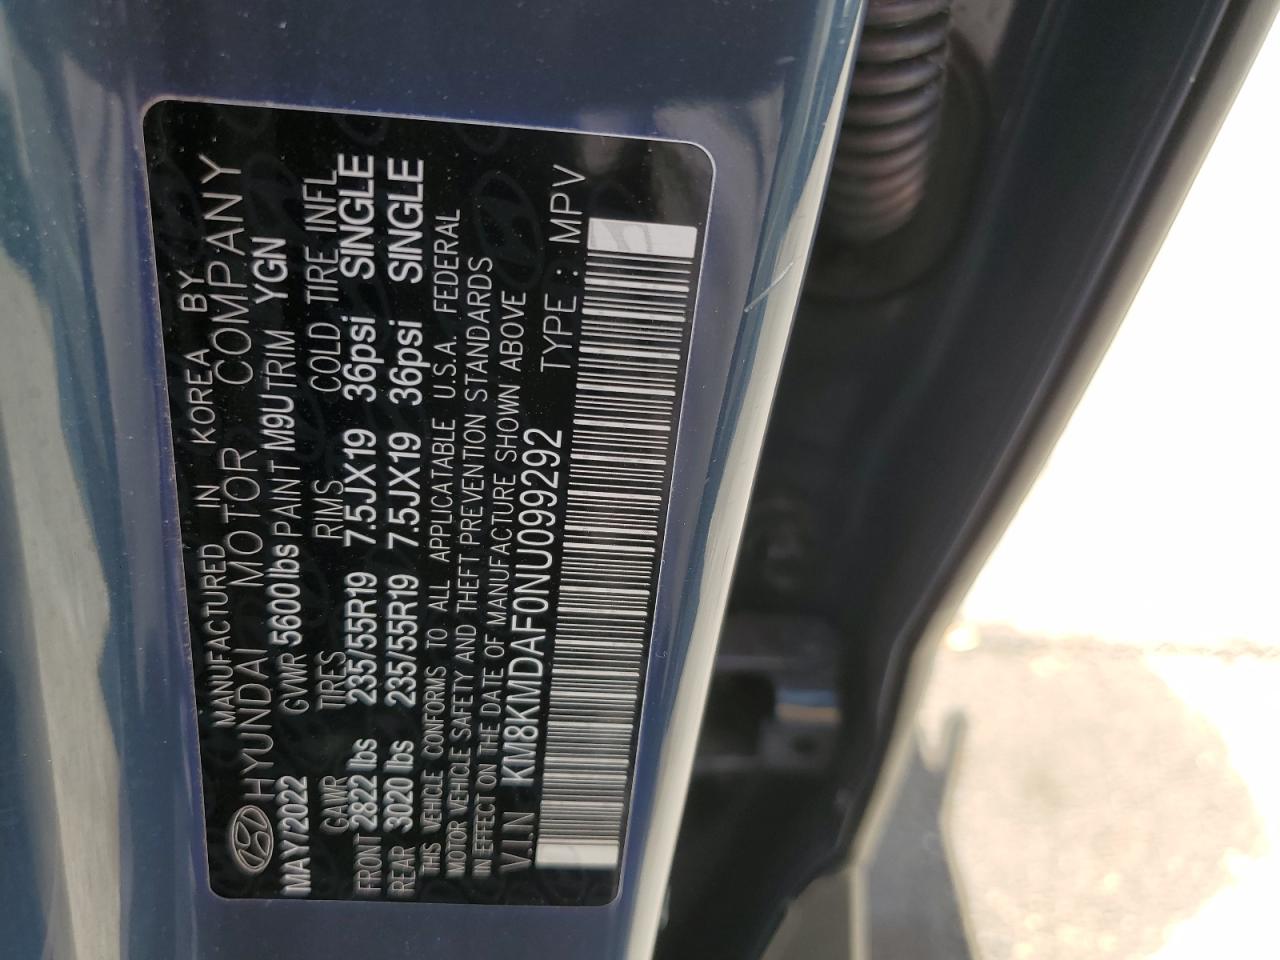 MANUFACTURED IN KOREA BY
HYUNDAI MOTOR COMPANY
MAY/2022 GVWR 5600 lbs PAINT M9U TRIM YGN
GAWR TIRES RIMS COLD TIRE INFL
FRONT 2822 lbs 235/55R19 7.5JX19 36psi SINGLE
REAR 3020 lbs 235/55R19 7.5JX19 36psi SINGLE
THIS VEHICLE CONFORMS TO ALL APPLICATABLE U.S.A. FEDERAL
MOTOR VEHICLE SAFETY AND THEFT PREVENTION STANDARDS
IN EFFECT ON THE DATE OF MANUFACTURE SHOWN ABOVE
V.I.N KM8KMDAF0NU099292 TYPE : MPV